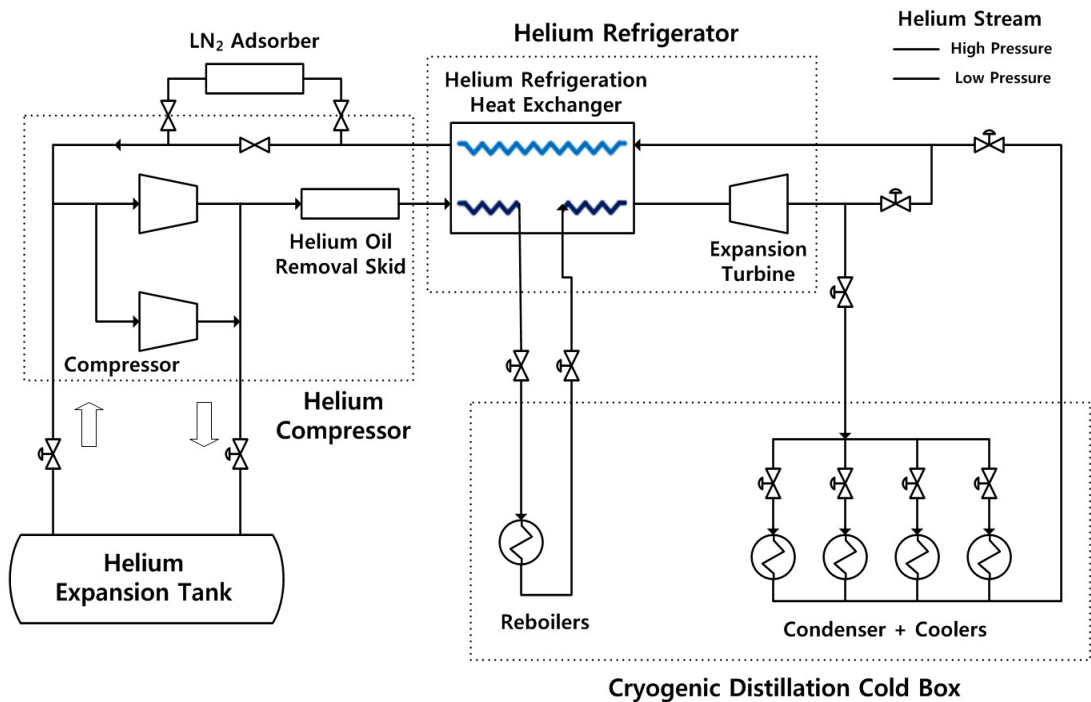 LN₂ Adsorber
Helium Refrigerator
Helium Stream
High Pressure
Low Pressure
Helium Refrigeration
Heat Exchanger
Helium Oil
Removal Skid
Expansion
Turbine
Compressor
Helium
Compressor
Helium
Expansion Tank
Reboilers
Condenser + Coolers
Cryogenic Distillation Cold Box